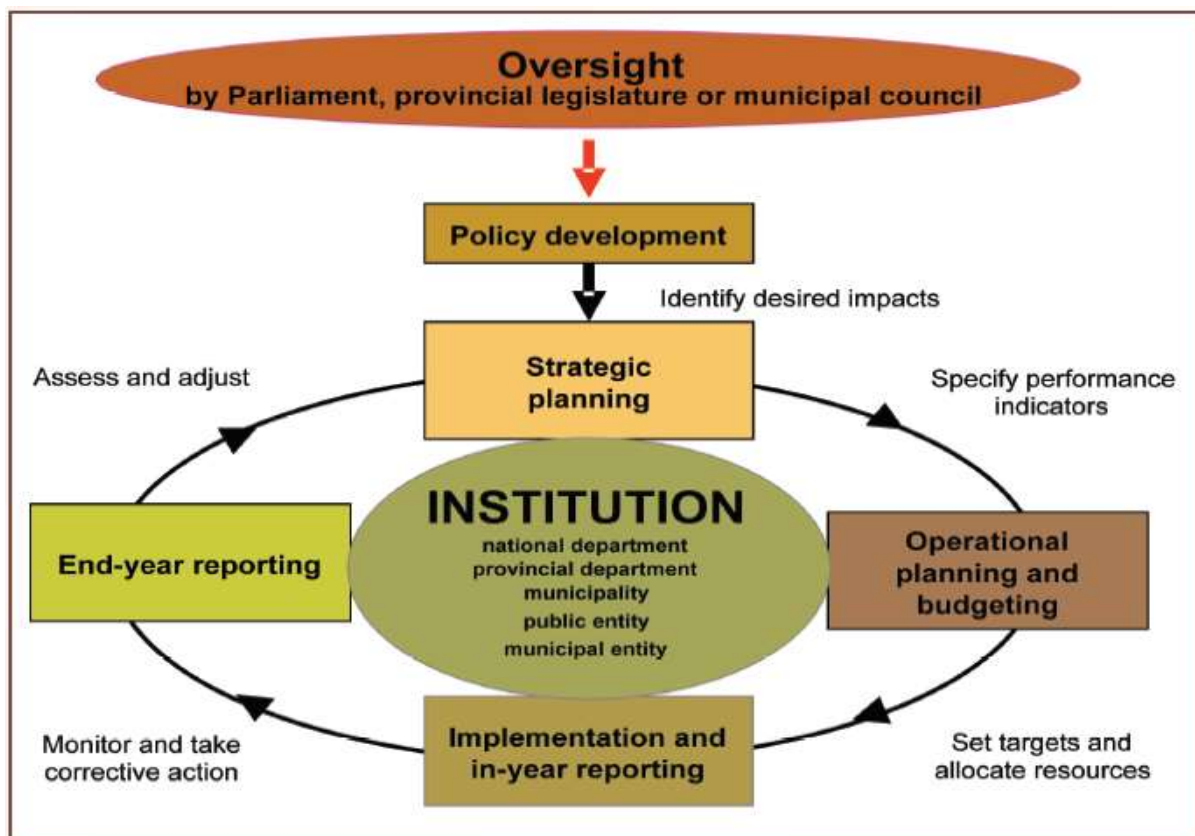 Oversight
by Parliament, provincial legislature or municipal council
Policy development
Identify desired impacts
Strategic
planning
Assess and adjust
Specify performance
indicators
INSTITUTION
national department
provincial department
municipality
public entity
municipal entity
End-year reporting
Operational
planning and
budgeting
Implementation and
in-year reporting
Monitor and take
corrective action
Set targets and
allocate resources